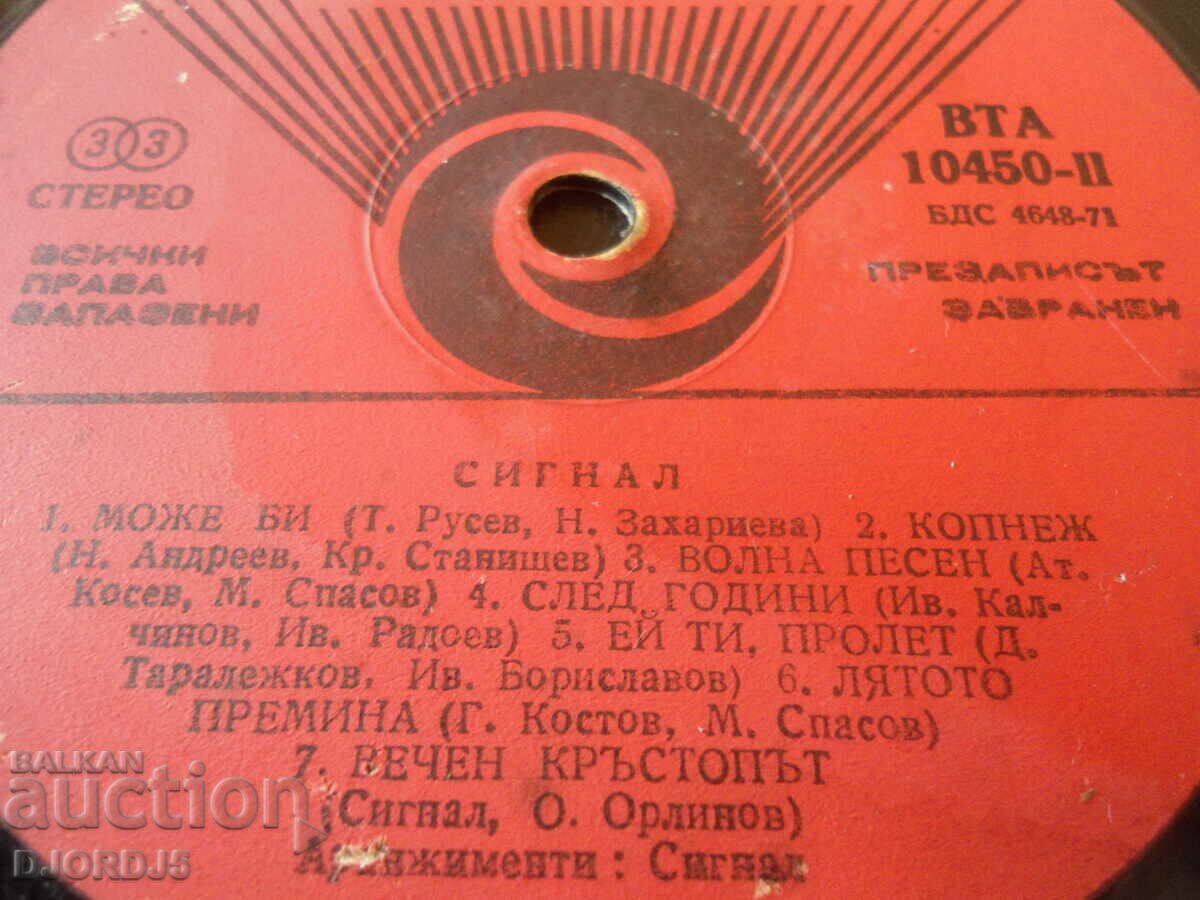 33
СТЕРЕО
ВСИЧКИ
ПРАВА
ЗАПАЗЕНИ
ВТА
10450-II
БДС 4648-71
ПРЕЗАПИСЪТ
ЗАБРАНЕН
СИГНАЛ
1. МОЖЕ БИ (Т. Русев, Н. Захариева) 2. КОПНЕЖ
(Н. Андреев, Кр. Станишев) 3. ВОЛНА ПЕСЕН (Ат.
Косев, М. Спасов) 4. СЛЕД ГОДИНИ (Ив. Кал-
чинов, Ив. Радоев) 5. ЕЙ ТИ, ПРОЛЕТ (Д.
Таралежков, Ив. Бориславов) 6. ЛЯТОТО
ПРЕМИНА (Г. Костов, М. Спасов)
7. ВЕЧЕН КРЪСТОПЪТ
(Сигнал, О. Орлинов)
Аранжименти: Сигнал
BALKAN
auction
DJORDJ5